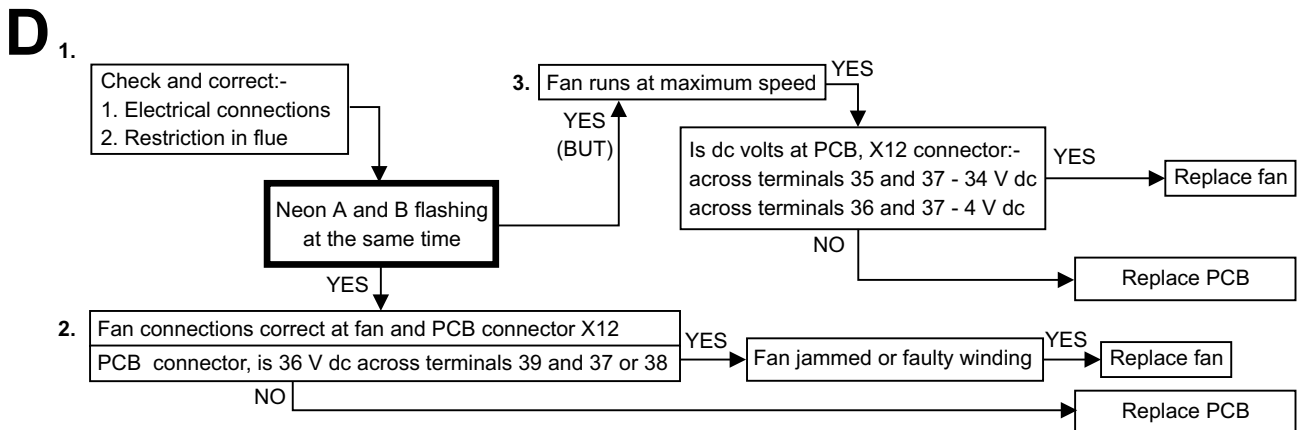 D
1.
Check and correct:-
1. Electrical connections
2. Restriction in flue
Neon A and B flashing
at the same time
YES
(BUT)
3.
Fan runs at maximum speed
YES
Is dc volts at PCB, X12 connector:-
across terminals 35 and 37 - 34 V dc
across terminals 36 and 37 - 4 V dc
YES
Replace fan
NO
Replace PCB
YES
2.
Fan connections correct at fan and PCB connector X12
PCB connector, is 36 V dc across terminals 39 and 37 or 38
YES
Fan jammed or faulty winding
YES
Replace fan
NO
Replace PCB